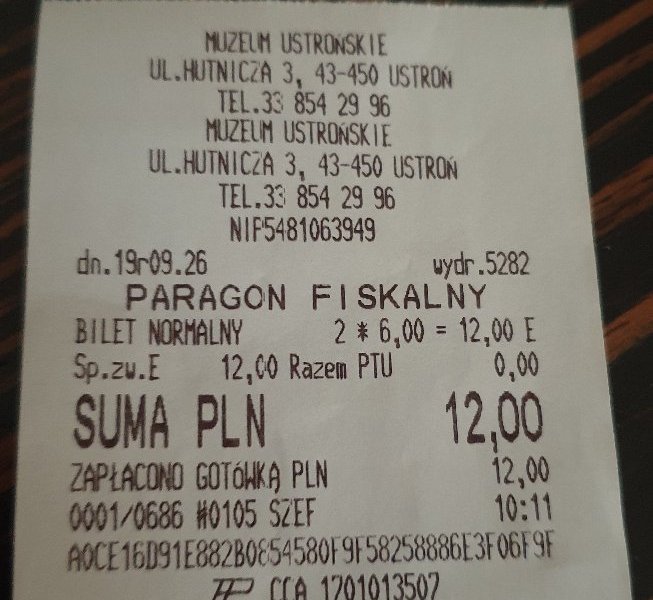 MUZEUM USTROŃSKIE
UL.HUTNICZA 3, 43-450 USTROŃ
TEL.33 854 29 96
MUZEUM USTROŃSKIE
UL.HUTNICZA 3, 43-450 USTROŃ
TEL.33 854 29 96
NIP5481063949
dn.19r09.26 wydr.5282
PARAGON FISKALNY
BILET NORMALNY 2 * 6,00 = 12,00 E
Sp.zw.E 12,00 Razem PTU 0,00
SUMA PLN 12,00
ZAPŁACONO GOTÓWKĄ PLN 12,00
0001/0686 #0105 SZEF 10:11
A0CE16D91E882B0854580F9F58258886E3F06F9F
CCA 1701013507